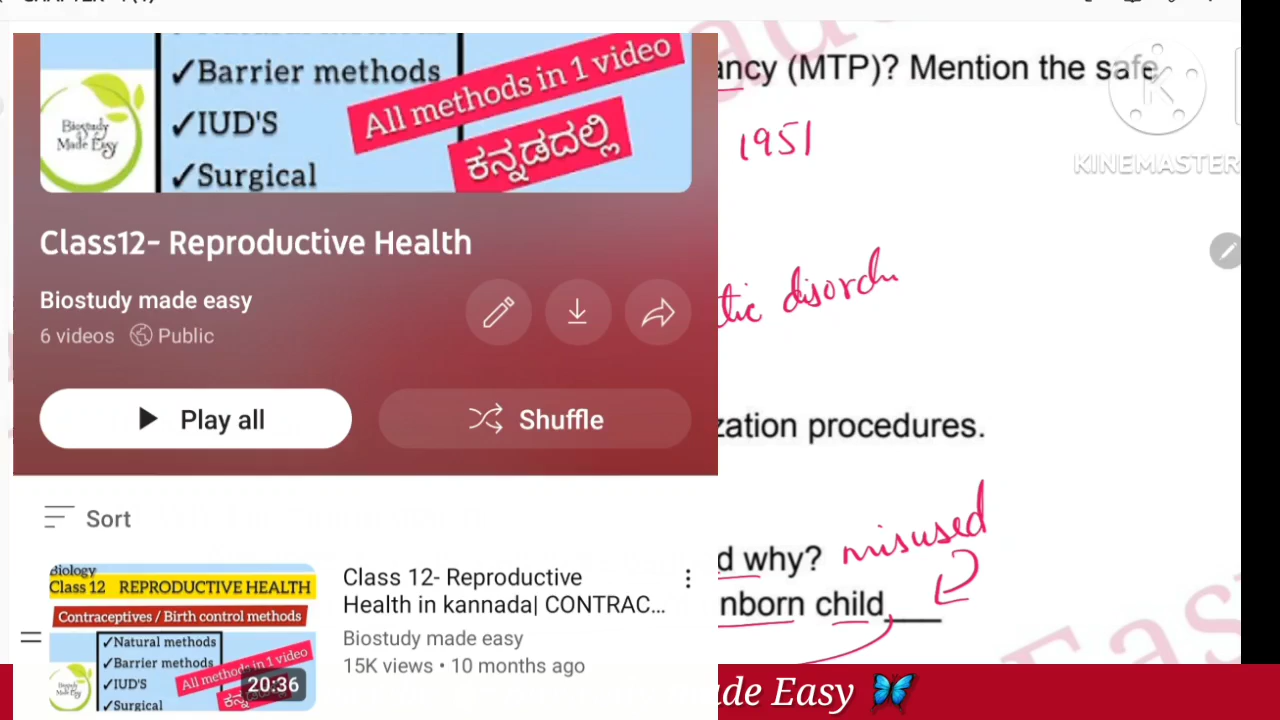 ✓Barrier methods
✓IUD'S
✓Surgical
All methods in 1 video
ಕನ್ನಡದಲ್ಲಿ
Biostudy
Made Easy
Class12- Reproductive Health
Biostudy made easy
6 videos Public
Play all
Shuffle
Sort
Biology
Class 12 REPRODUCTIVE HEALTH
Contraceptives / Birth control methods
✓Natural methods
✓Barrier methods
✓IUD'S
✓Surgical
All methods in 1 video
20:36
Class 12- Reproductive
Health in kannada| CONTRAC...
Biostudy made easy
15K views • 10 months ago
ancy (MTP)? Mention the safe
1951
KINEMASTER
tic disorde
zation procedures.
d why? misused
nborn child
ade Easy